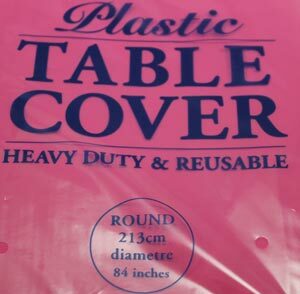 Plastic
TABLE
COVER
HEAVY DUTY & REUSABLE
ROUND
213cm
diametre
84 inches